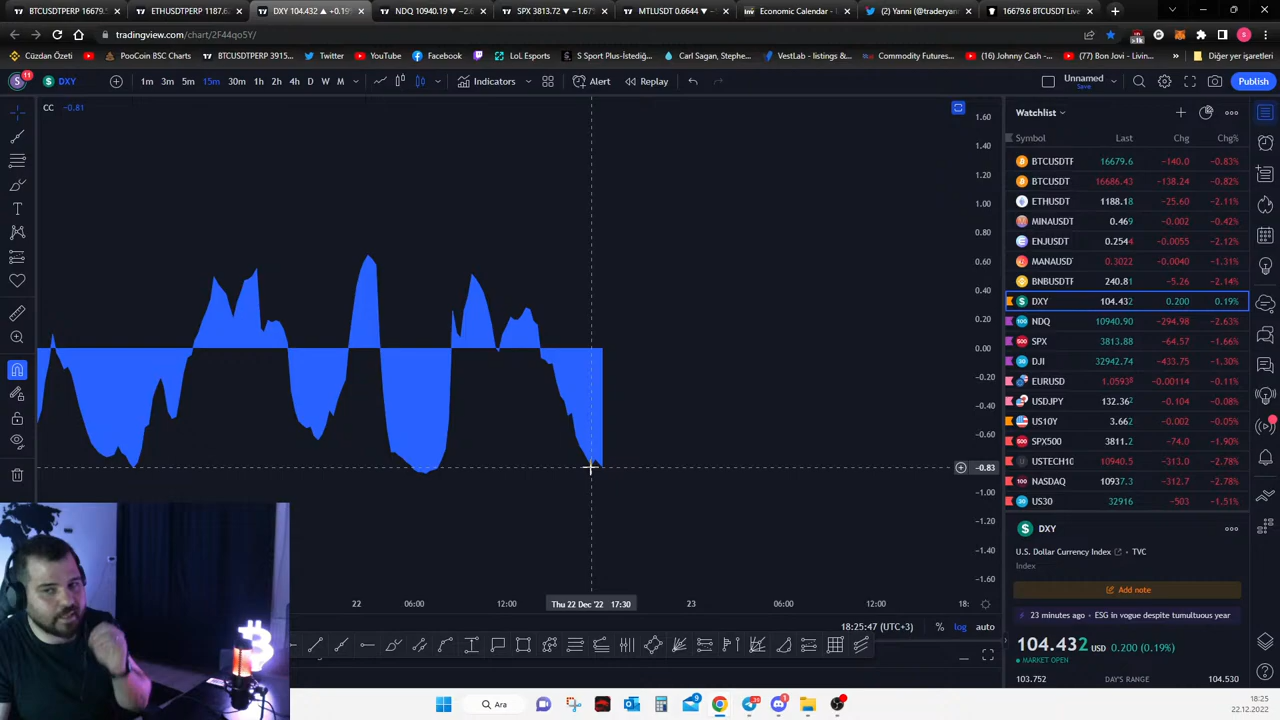 BTCUSDTPERP 16679.6
ETHUSDTPERP 1187.6
DXY 104.432 ▲ +0.19%
NDQ 10940.19 ▼ −2.6
SPX 3813.72 ▼ −1.67%
MTLUSDT 0.6644 ▼
Economic Calendar -
Yanni (@traderyan
16679.6 BTCUSDT Live
tradingview.com/chart/2F44qo5Y/
Cüzdan Özeti
PooCoin BSC Charts
BTCUSDTPERP 3915...
Twitter
YouTube
Facebook
Twitch
LoL Esports
S Sport Plus-İstediğ...
Carl Sagan, Stephe...
VestLab - listings &...
Commodity Futures...
(16) Johnny Cash -...
(77) Bon Jovi - Livin...
Diğer yer işaretleri
11
DXY
1m 3m 5m 15m 30m 1h 2h 4h D W M
Indicators
Alert
Replay
Unnamed
Save
Publish
CC −0.81
Watchlist
Symbol Last Chg Chg%
BTCUSDTF 16679.6 −140.0 −0.83%
BTCUSDT 16686.43 −138.24 −0.82%
ETHUSDT 1188.18 −25.60 −2.11%
MINAUSDT 0.469 −0.002 −0.42%
ENJUSDT 0.2544 −0.0055 −2.12%
MANAUSD 0.3022 −0.0040 −1.31%
BNBUSDTF 240.81 −5.26 −2.14%
DXY 104.432 0.200 0.19%
NDQ 10940.90 −294.98 −2.63%
SPX 3813.88 −64.57 −1.66%
DJI 32942.74 −433.75 −1.30%
EURUSD 1.05938 −0.00114 −0.11%
USDJPY 132.362 −0.104 −0.08%
US10Y 3.662 −0.002 −0.05%
SPX500 3811.2 −74.0 −1.90%
USTECH10 10940.5 −313.0 −2.78%
NASDAQ 10937.3 −312.7 −2.78%
US30 32916 −503 −1.51%
1.60
1.40
1.20
1.00
0.80
0.60
0.40
0.20
0.00
−0.20
−0.40
−0.60
−0.83
−1.00
−1.20
−1.40
−1.60
22 06:00 12:00 Thu 22 Dec '22 17:30 23 06:00 12:00 18:
18:25:47 (UTC+3) % log auto
DXY
U.S. Dollar Currency Index • TVC
Index
Add note
23 minutes ago • ESG in vogue despite tumultuous year
104.432 USD 0.200 (0.19%)
MARKET OPEN
103.752 DAY'S RANGE 104.530
Ara
18:25
22.12.2022